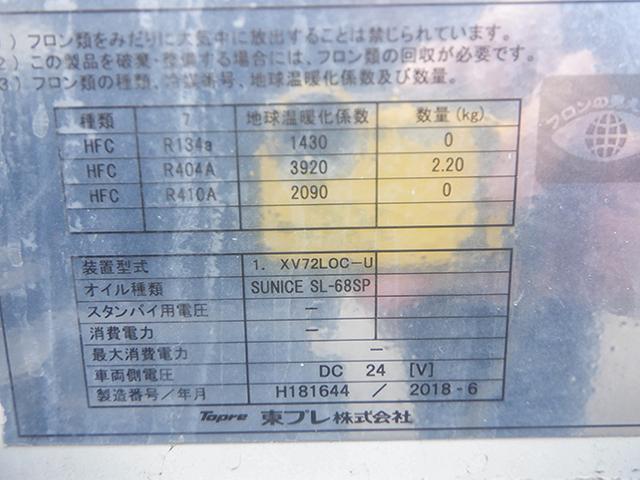 1) フロン類をみだりに大気中に放出することは禁じられています。
2) この製品を破棄・整備する場合には、フロン類の回収が必要です。
3) フロン類の種類、冷媒番号、地球温暖化係数及び数量。
種類 7 地球温暖化係数 数量 (kg)
HFC R134a 1430 0
HFC R404A 3920 2.20
HFC R410A 2090 0
フロンの見
装置型式 1. XV72LOC-U
オイル種類 SUNICE SL-68SP
スタンバイ用電圧 －
消費電力 －
最大消費電力 －
車両側電圧 DC 24 [V]
製造番号／年月 H181644 ／ 2018-6
Topre 東プレ株式会社